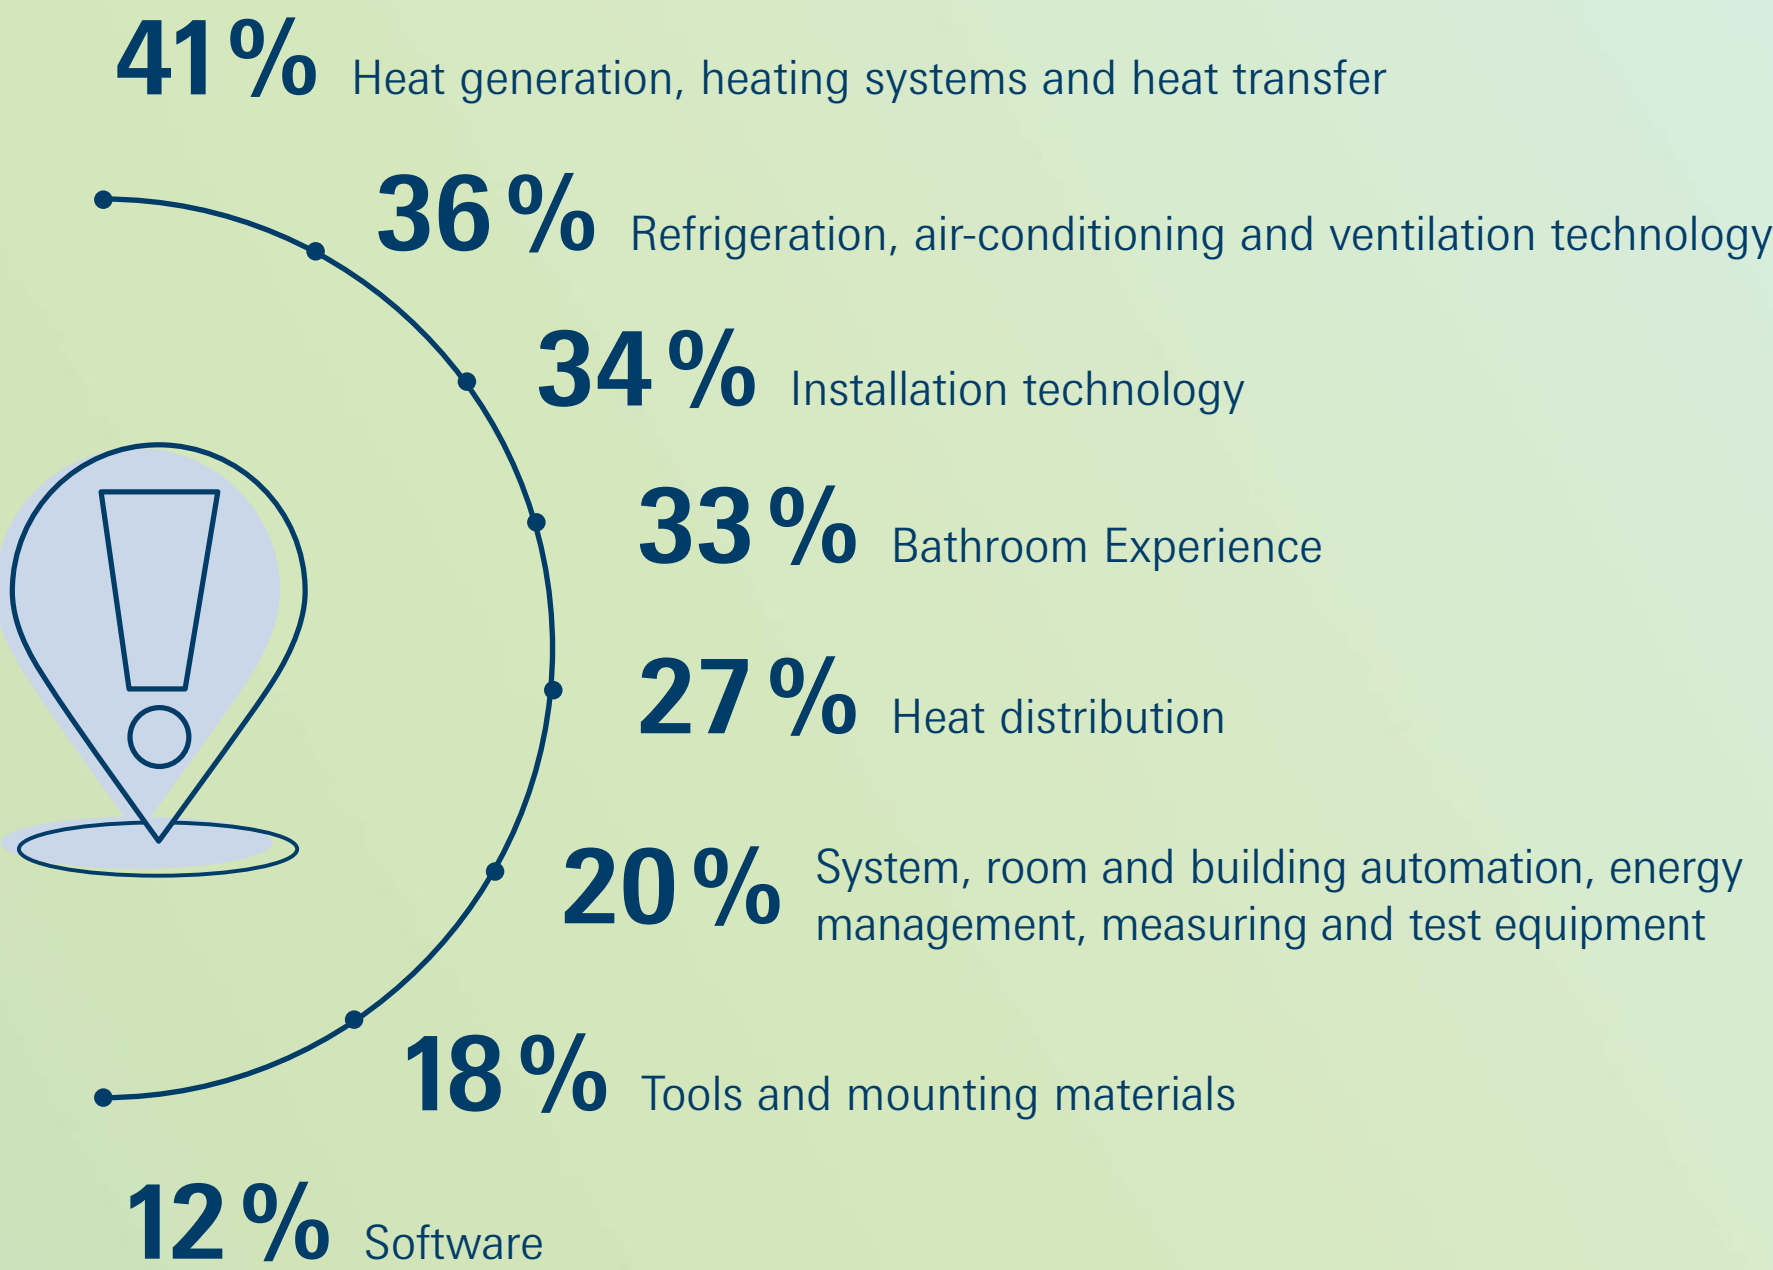 41 % Heat generation, heating systems and heat transfer
36 % Refrigeration, air-conditioning and ventilation technology
34 % Installation technology
33 % Bathroom Experience
27 % Heat distribution
20 % System, room and building automation, energy
management, measuring and test equipment
18 % Tools and mounting materials
12 % Software